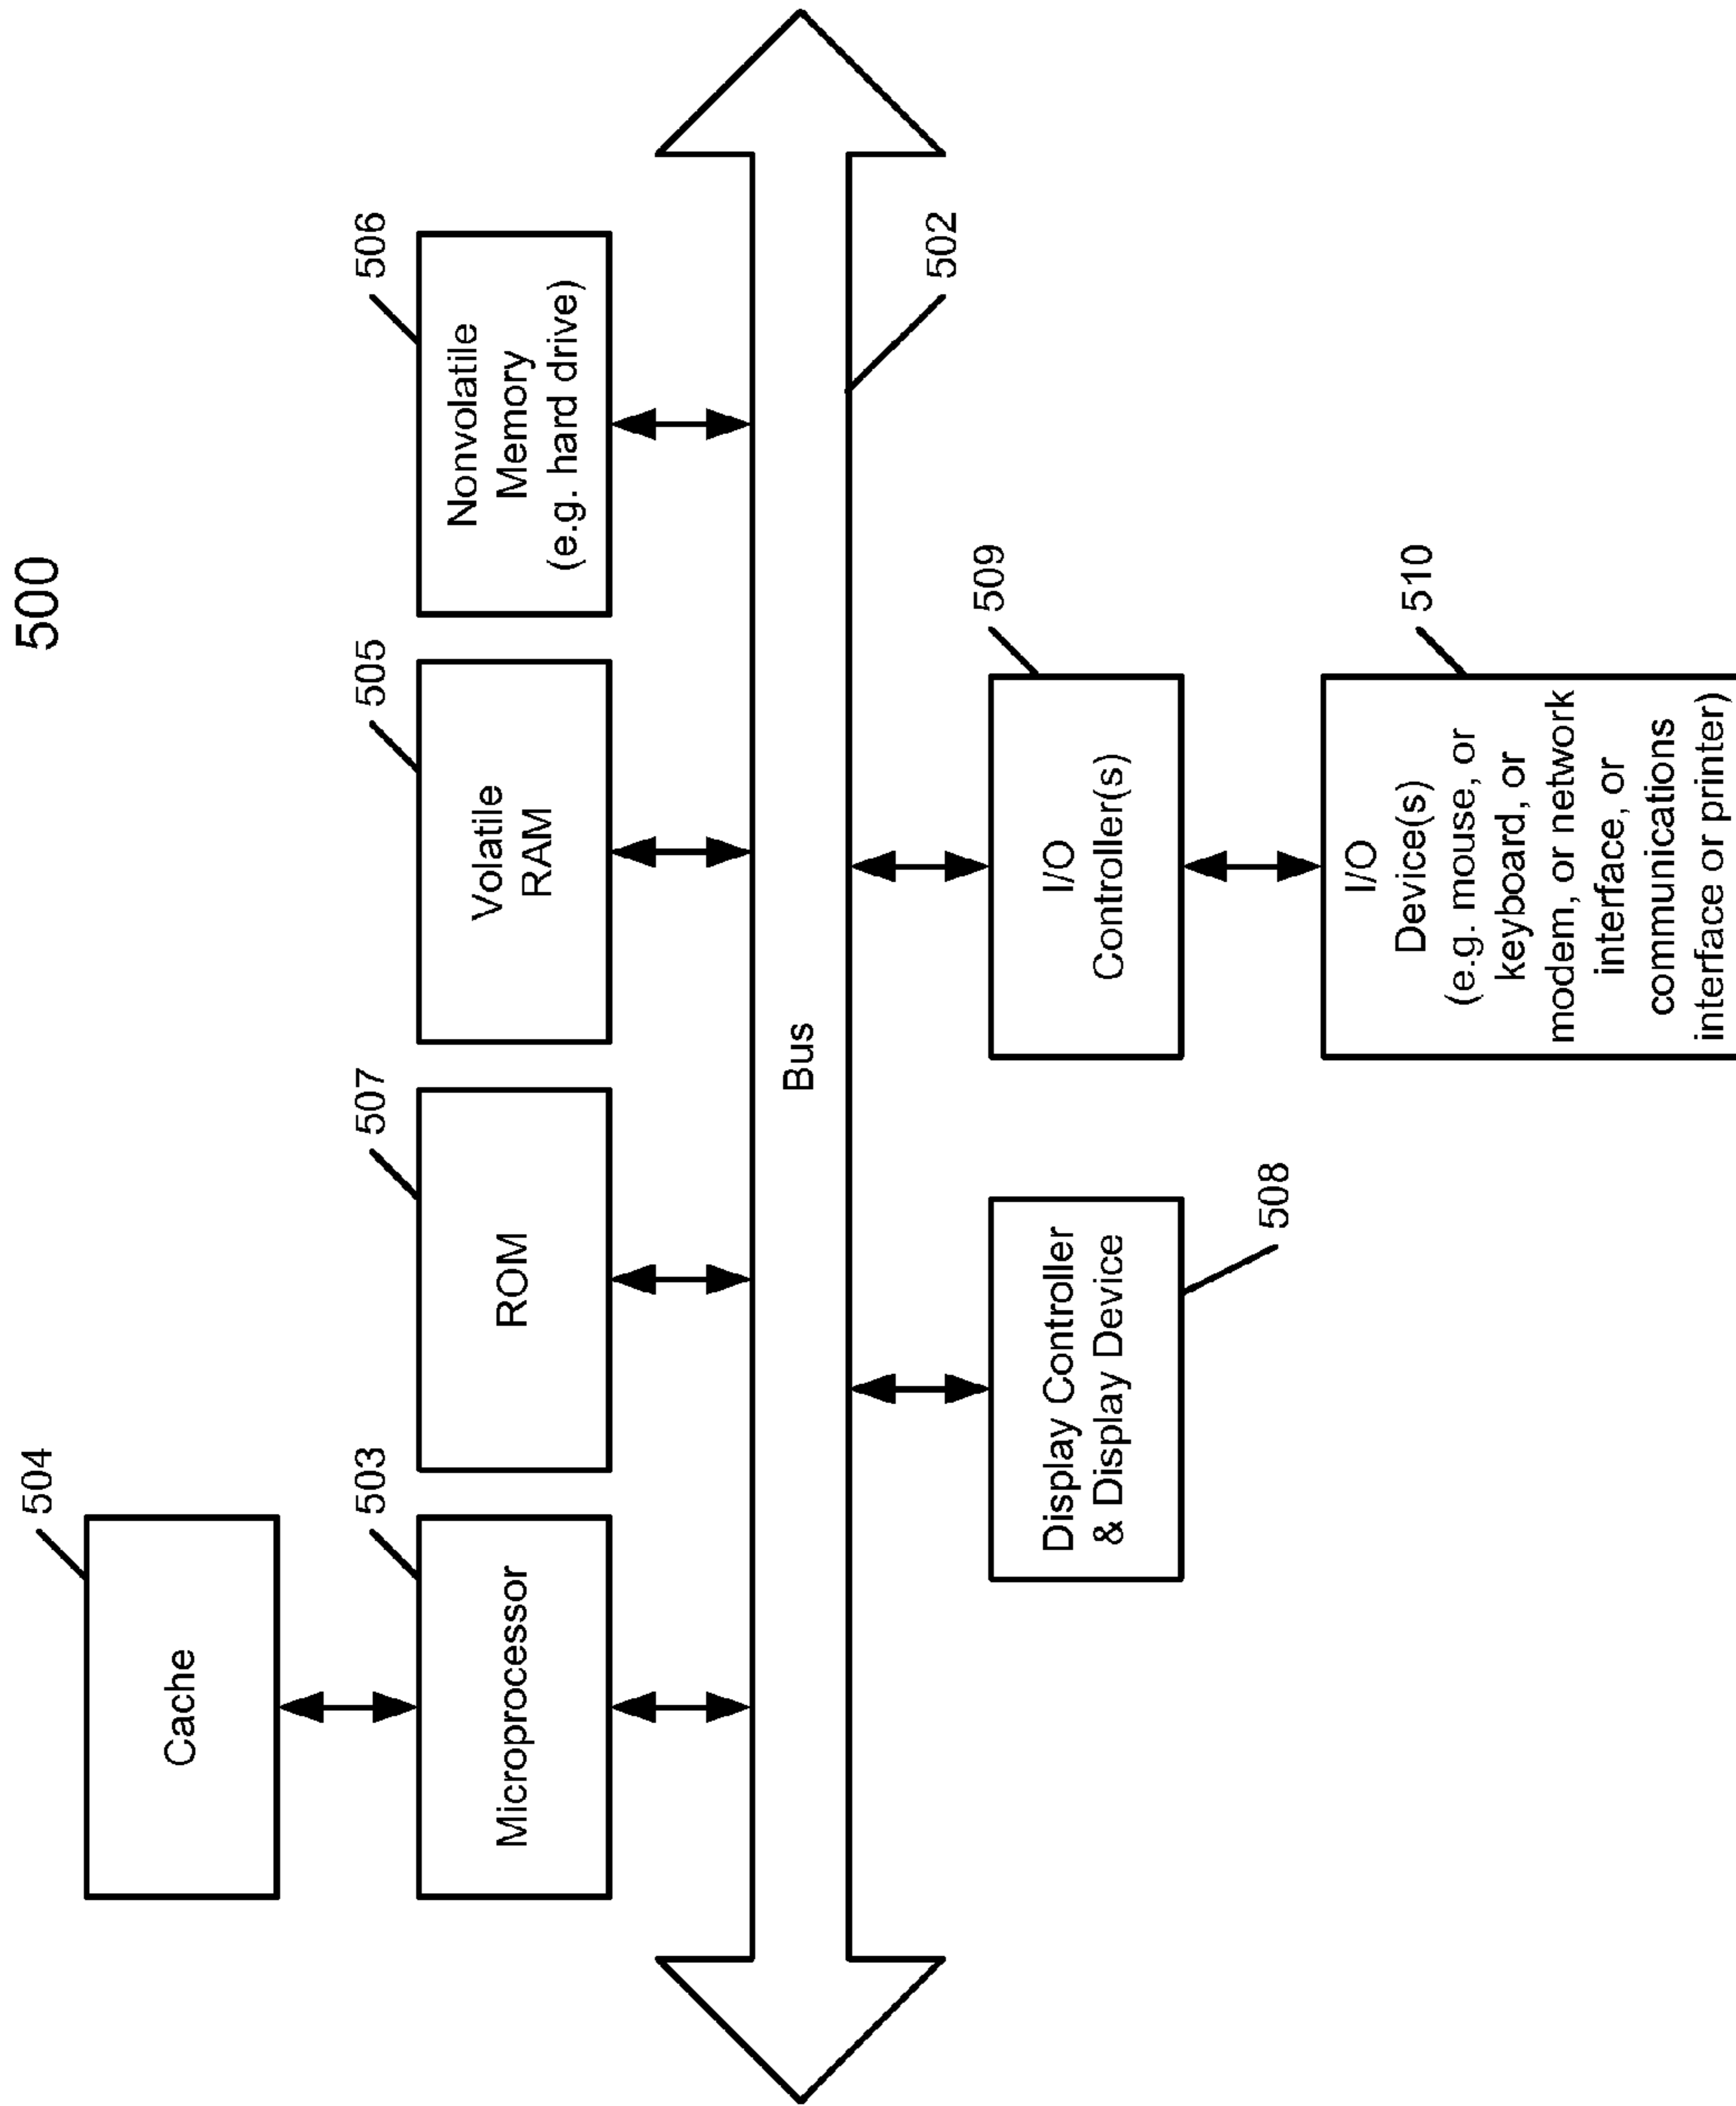 500
504
Cache
503
Microprocessor
507
ROM
505
Volatile
RAM
506
Nonvolatile
Memory
(e.g. hard drive)
Bus
502
508
Display Controller
& Display Device
509
I/O
Controller(s)
510
I/O
Device(s)
(e.g. mouse, or
keyboard, or
modem, or network
interface, or
communications
interface or printer)